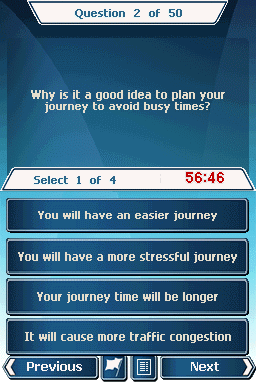 Question 2 of 50
Why is it a good idea to plan your
journey to avoid busy times?
Select 1 of 4
56:46
You will have an easier journey
You will have a more stressful journey
Your journey time will be longer
It will cause more traffic congestion
Previous
Next